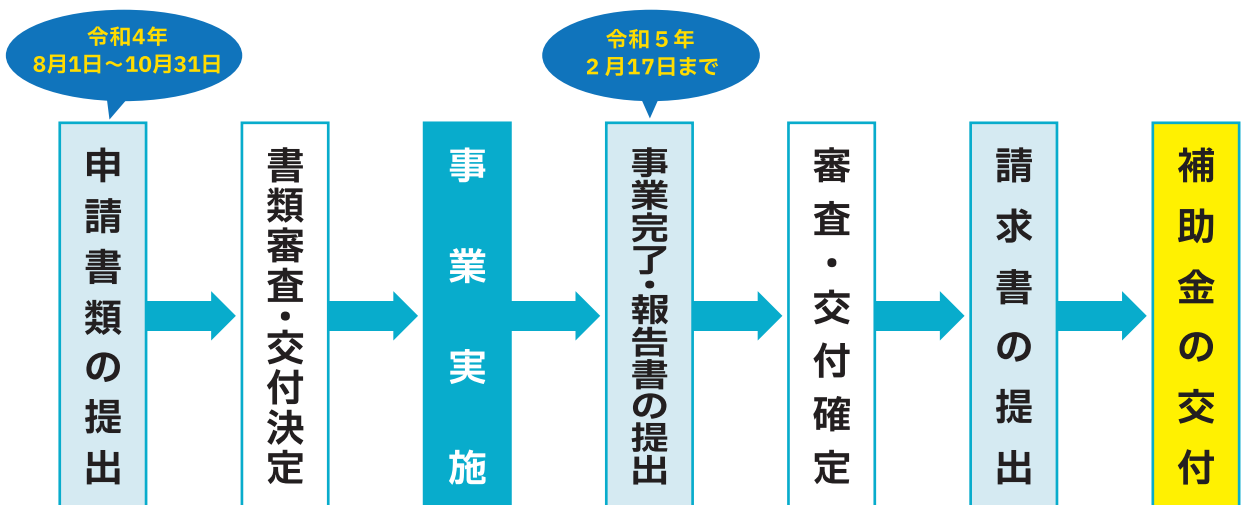 令和4年
8月1日～10月31日
令和５年
２月17日まで
申請書類の提出
書類審査・交付決定
事業実施
事業完了・報告書の提出
審査・交付確定
請求書の提出
補助金の交付